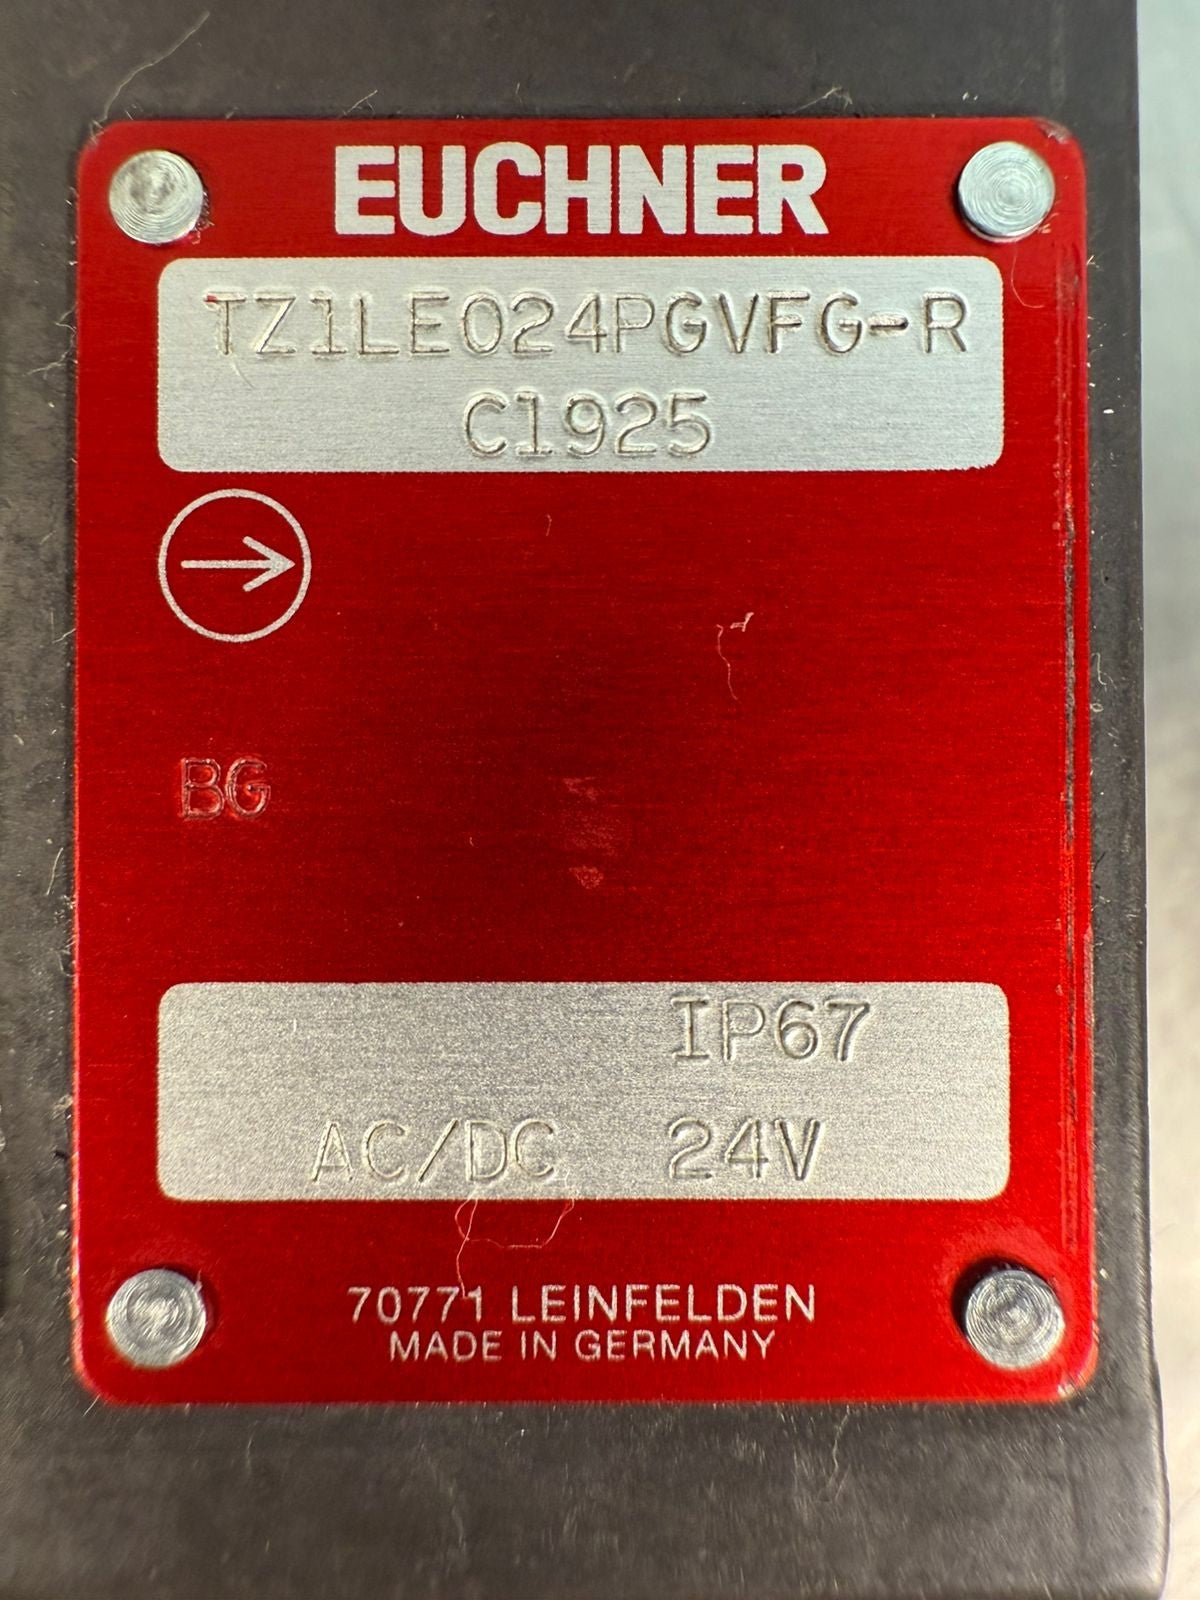 EUCHNER
TZ1LE024PGVFG-R
C1925
BG
IP67
AC/DC 24V
70771 LEINFELDEN
MADE IN GERMANY